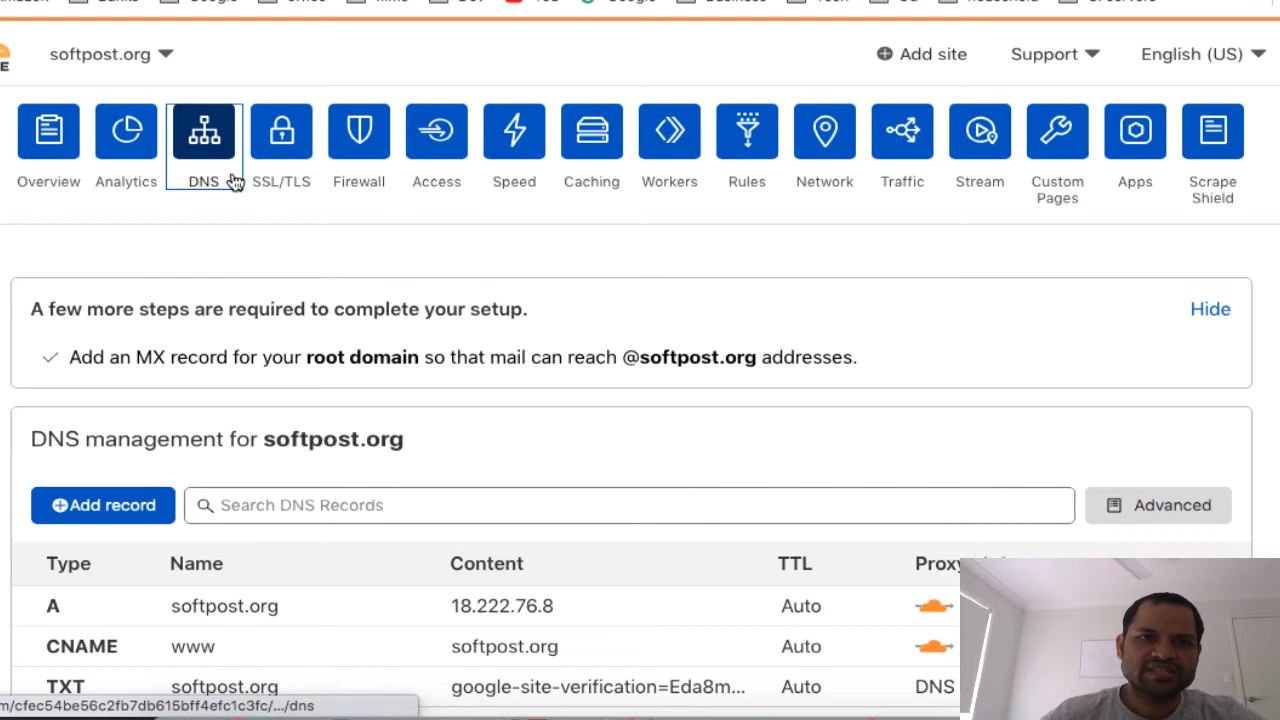 softpost.org
Add site
Support
English (US)
Overview
Analytics
DNS
SSL/TLS
Firewall
Access
Speed
Caching
Workers
Rules
Network
Traffic
Stream
Custom Pages
Apps
Scrape Shield
A few more steps are required to complete your setup.
Hide
Add an MX record for your root domain so that mail can reach @softpost.org addresses.
DNS management for softpost.org
Add record
Search DNS Records
Advanced
Type Name Content TTL
A softpost.org 18.222.76.8 Auto
CNAME www softpost.org Auto
TXT softpost.org google-site-verification=Eda8m... Auto DNS
m/cfec54be56c2fb7db615bff4efc1c3fc/.../dns